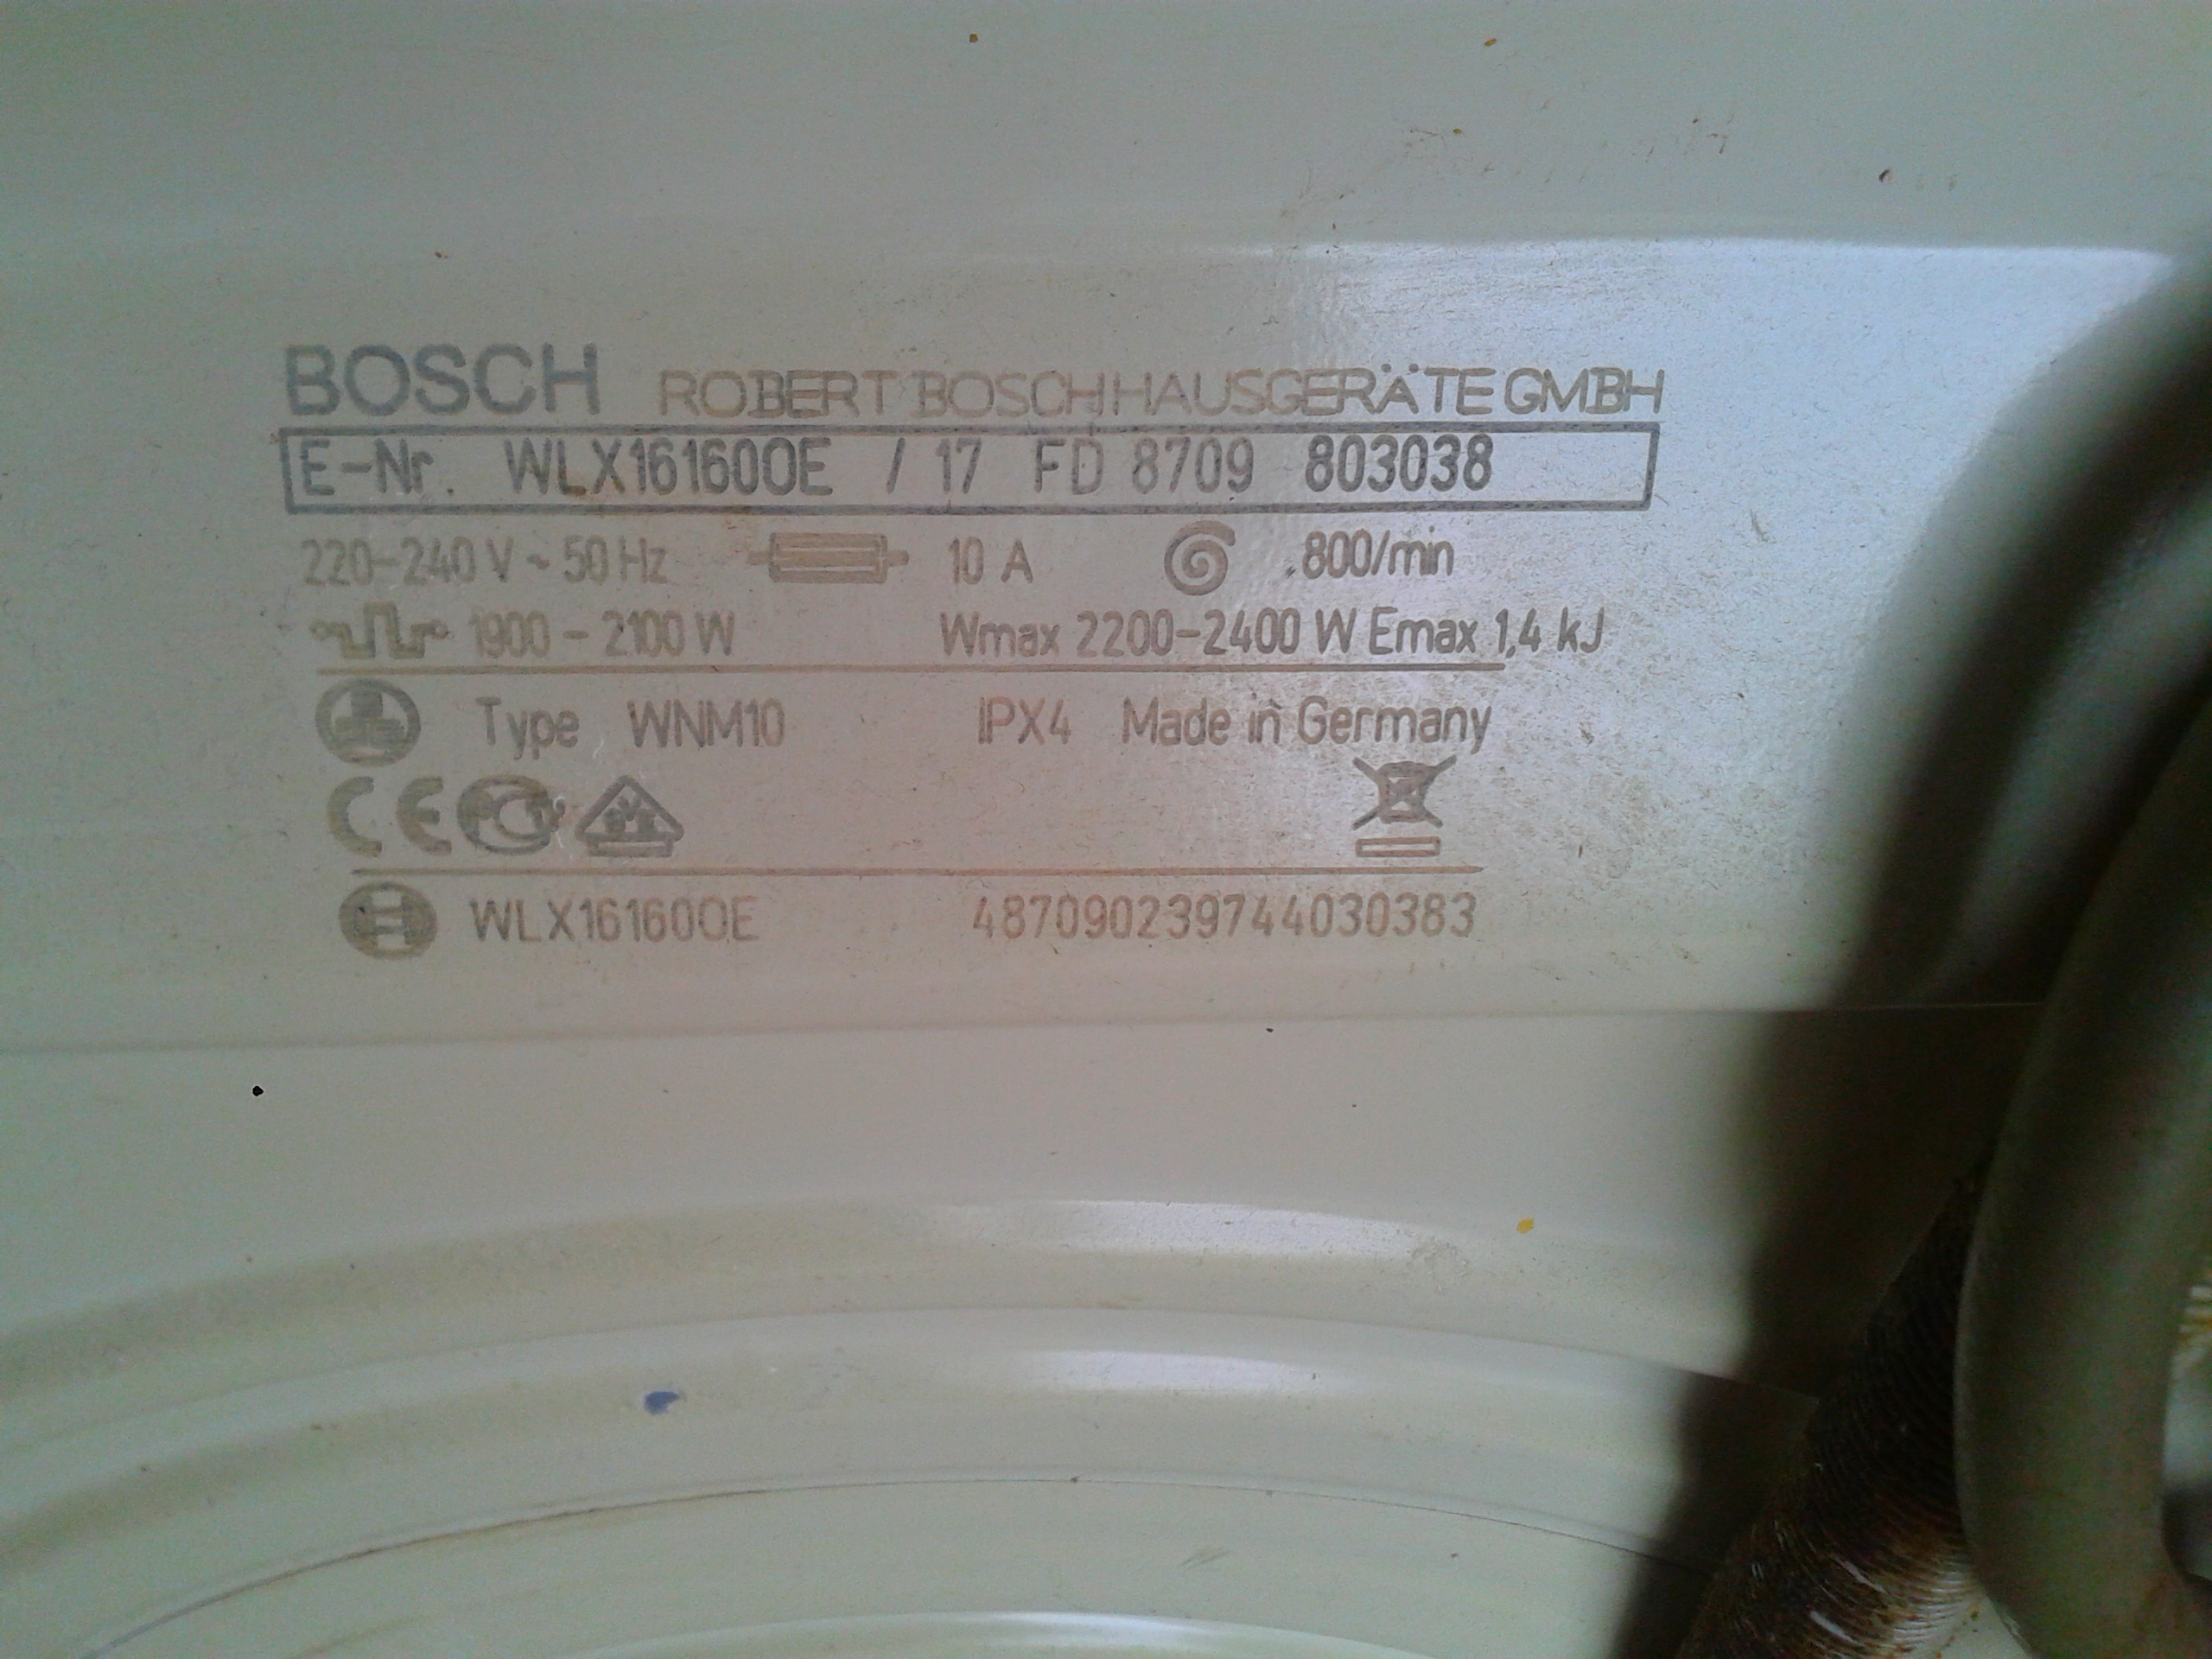 BOSCH ROBERT BOSCH HAUSGERÄTE GMBH
E-Nr. WLX16160OE / 17 FD 8709 803038
220-240 V ~ 50 Hz 10 A 800/min
1900 - 2100 W Wmax 2200-2400 W Emax 1,4 kJ
Type WNM10 IPX4 Made in Germany
CE
WLX16160OE 487090239744030383